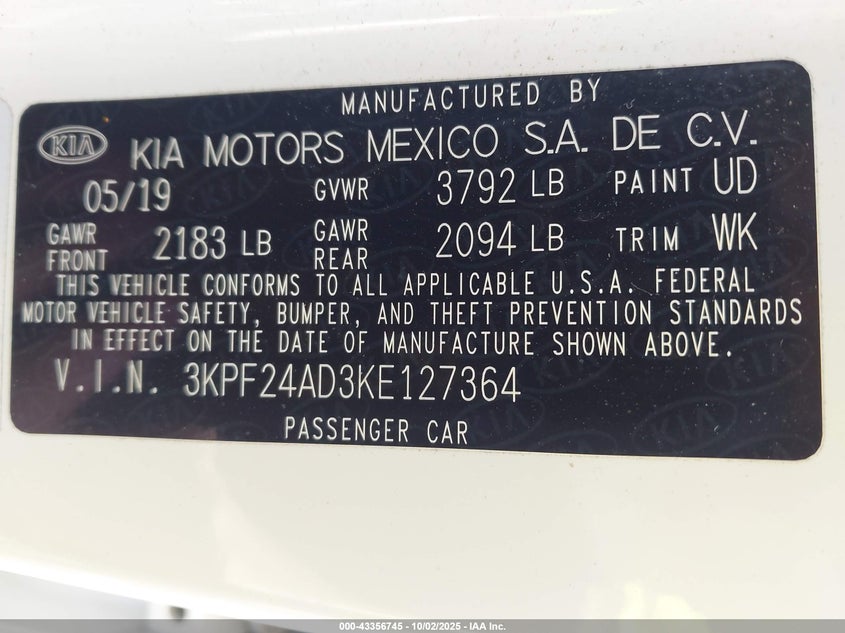 MANUFACTURED BY
KIA KIA MOTORS MEXICO S.A. DE C.V.
05/19 GVWR 3792 LB PAINT UD
GAWR FRONT 2183 LB GAWR REAR 2094 LB TRIM WK
THIS VEHICLE CONFORMS TO ALL APPLICABLE U.S.A. FEDERAL
MOTOR VEHICLE SAFETY, BUMPER, AND THEFT PREVENTION STANDARDS
IN EFFECT ON THE DATE OF MANUFACTURE SHOWN ABOVE.
V.I.N. 3KPF24AD3KE127364
PASSENGER CAR
000-43356745 - 10/02/2025 - IAA Inc.